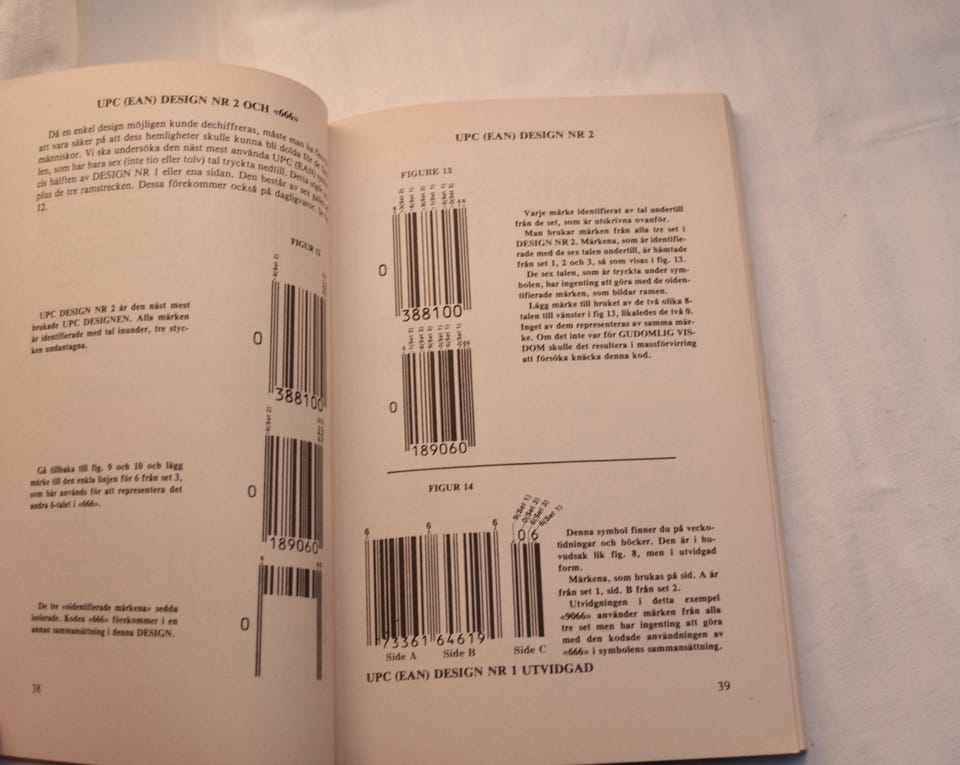 UPC (EAN) DESIGN NR 2 OCH «666»
Då en enkel design möjligen kunde dechiffreras, måste man ha
att vara säker på att dess hemligheter skulle kunna bli dolda för de
människor. Vi ska undersöka den näst mest använda UPC (EAN)
len, som har bara sex (inte tio eller tolv) tal tryckta nedtill. Detta
cis hälften av DESIGN NR 1 eller ena sidan. Den består av sex
plus de tre ramstrecken. Dessa förekommer också på dagligvaror. Se
12.
FIGUR 12
UPC DESIGN NR 2 är den näst mest
brukade UPC DESIGNEN. Alla märken
är identifierade med tal inunder, tre styc-
ken undantagna.
0
388100
Gå tillbaka till fig. 9 och 10 och lägg
märke till den enkla linjen för 6 från set 3,
som här används för att representera det
andra 6-talet i «666».
0
189060
De tre «oidentifierade märkena» sedda
isolerade. Koden «666» förekommer i en
annan sammansättning i denna DESIGN.
6
0
38
UPC (EAN) DESIGN NR 2
FIGURE 13
0
388100
0
189060
Varje märke identifierat av tal undertill
från de set, som är utskrivna ovanför.
Man brukar märken från alla tre set i
DESIGN NR 2. Märkena, som är identifie-
rade med de sex talen undertill, är hämtade
från set 1, 2 och 3, så som visas i fig. 13.
De sex talen, som är tryckta under sym-
bolen, har ingenting att göra med de oiden-
tifierade märken, som bildar ramen.
Lägg märke till bruket av de två olika 8-
talen till vänster i fig 13, likaledes de två 0.
Inget av dem representeras av samma mär-
ke. Om det inte var för GUDOMLIG VIS-
DOM skulle det resultera i massförvirring
att försöka knäcka denna kod.
FIGUR 14
6 6 6
9(Set 1)
0(Set 3)
6(Set 3)
6(Set 2)
06
73361 64619
Side A Side B Side C
Denna symbol finner du på vecko-
tidningar och böcker. Den är i hu-
vudsak lik fig. 8, men i utvidgad
form.
Märkena, som brukas på sid. A är
från set 1, sid. B från set 2.
Utvidgningen i detta exempel
«9066» använder märken från alla
tre set men har ingenting att göra
med den kodade användningen av
«666» i symbolens sammansättning.
UPC (EAN) DESIGN NR 1 UTVIDGAD
39